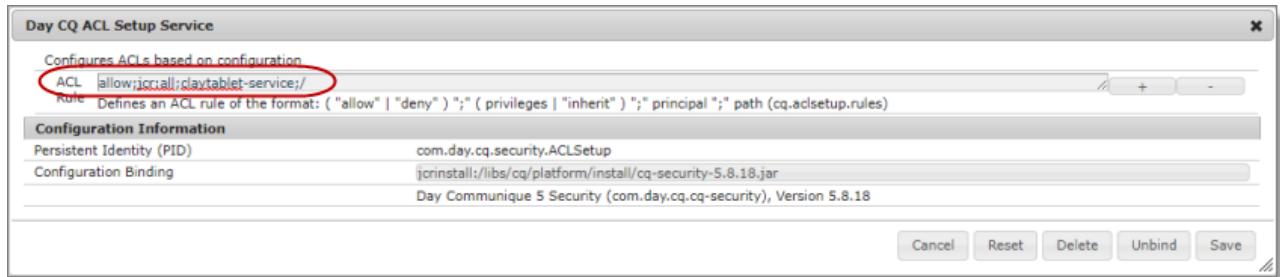 Day CQ ACL Setup Service
Configures ACLs based on configuration
ACL Rule allow;jcr:all;claytablet-service;/
+ -
Defines an ACL rule of the format: ( "allow" | "deny" ) ";" ( privileges | "inherit" ) ";" principal ";" path (cq.aclsetup.rules)
Configuration Information
Persistent Identity (PID) com.day.cq.security.ACLSetup
Configuration Binding jcrinstall:/libs/cq/platform/install/cq-security-5.8.18.jar
Day Communique 5 Security (com.day.cq.cq-security), Version 5.8.18
Cancel Reset Delete Unbind Save